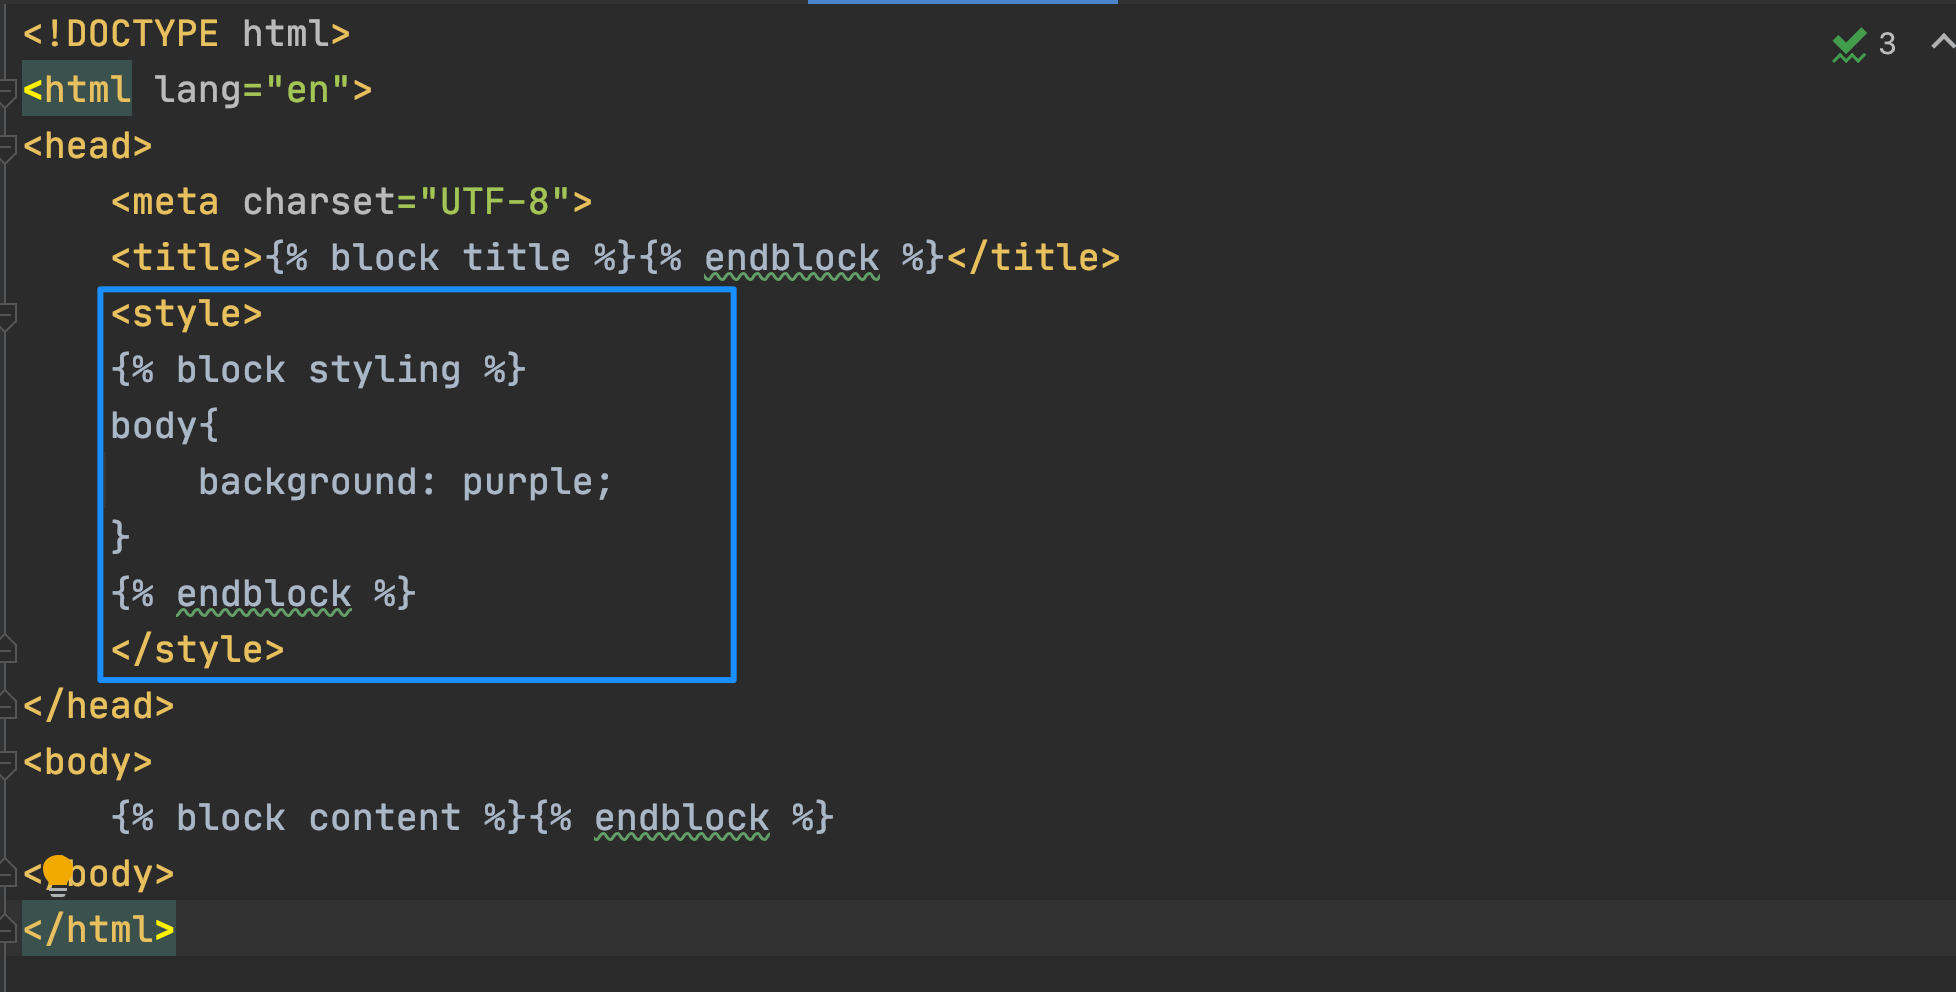 <!DOCTYPE html>
3
<html lang="en">
<head>
    <meta charset="UTF-8">
    <title>{% block title %}{% endblock %}</title>
    <style>
    {% block styling %}
    body{
        background: purple;
    }
    {% endblock %}
    </style>
</head>
<body>
    {% block content %}{% endblock %}
</body>
</html>